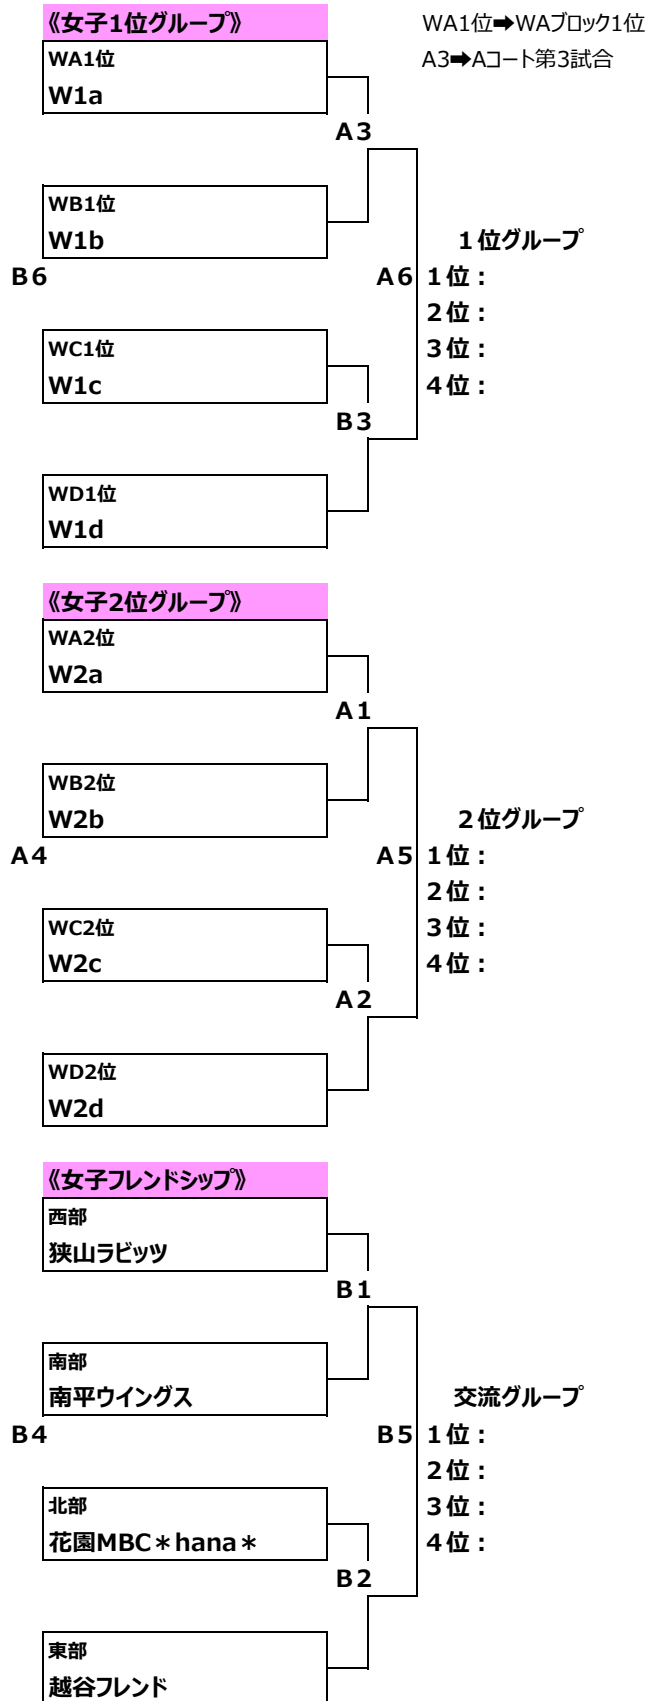 《女子1位グループ》
WA1位➡WAブロック1位
WA1位
A3➡Aコート第3試合
W1a
A3
WB1位
W1b
1位グループ
B6
A6
1位：
2位：
WC1位
3位：
W1c
4位：
B3
WD1位
W1d
《女子2位グループ》
WA2位
W2a
A1
WB2位
W2b
2位グループ
A4
A5
1位：
2位：
WC2位
3位：
W2c
4位：
A2
WD2位
W2d
《女子フレンドシップ》
西部
狭山ラビッツ
B1
南部
南平ウイングス
交流グループ
B4
B5
1位：
2位：
北部
3位：
花園MBC＊hana＊
4位：
B2
東部
越谷フレンド